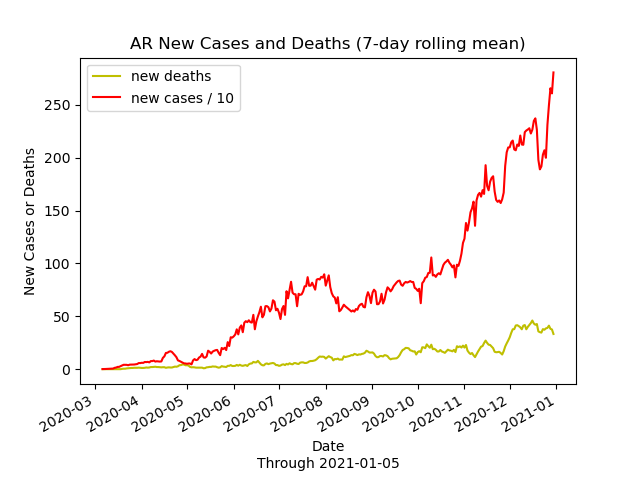 AR New Cases and Deaths (7-day rolling mean)
new deaths
new cases / 10
New Cases or Deaths
250
200
150
100
50
0
2020-03
2020-04
2020-05
2020-06
2020-07
2020-08
2020-09
2020-10
2020-11
2020-12
2021-01
Date
Through 2021-01-05